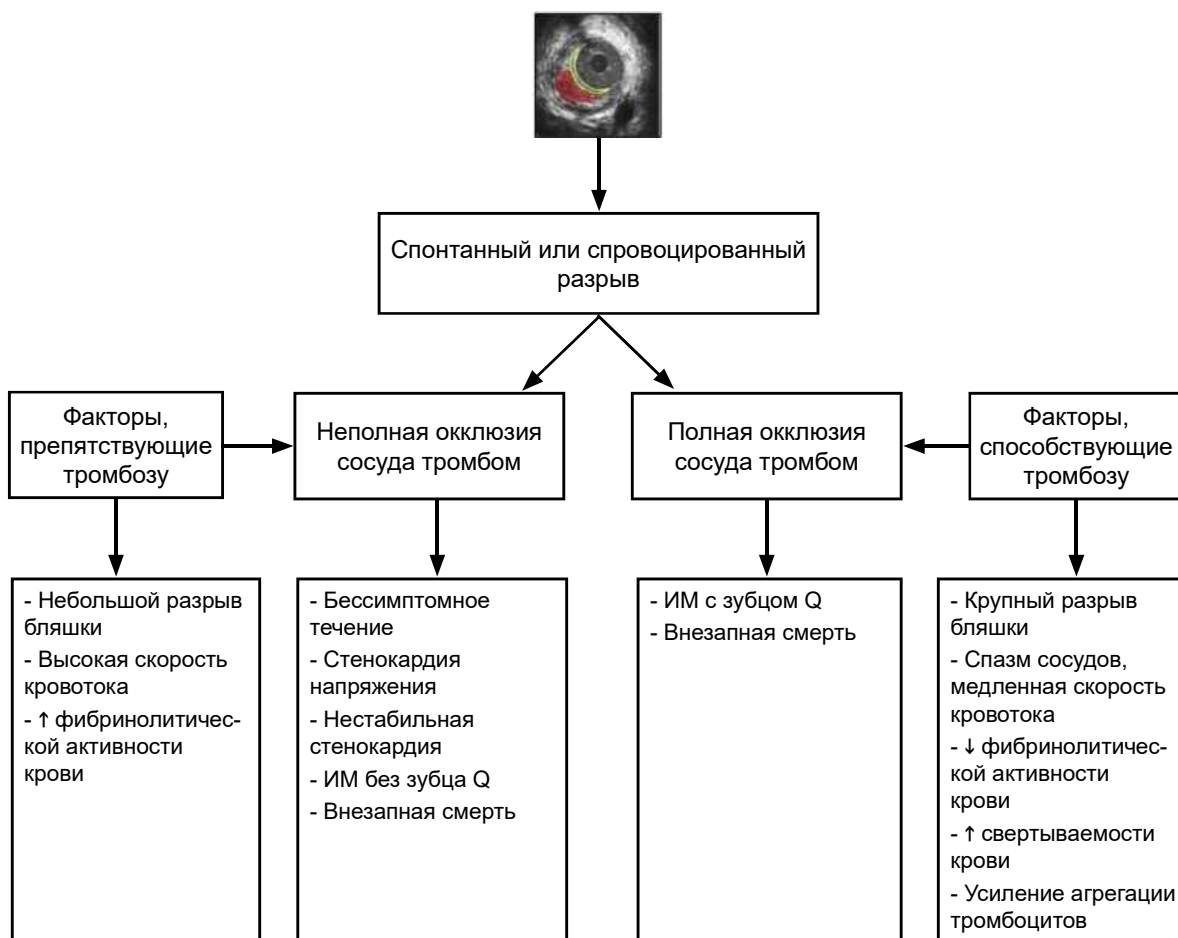 Спонтанный или спровоцированный
разрыв
Факторы,
препятствующие
тромбозу
Неполная окклюзия
сосуда тромбом
Полная окклюзия
сосуда тромбом
Факторы,
способствующие
тромбозу
- Небольшой разрыв
бляшки
- Высокая скорость
кровотока
- ↑ фибринолитичес-
кой активности
крови
- Бессимптомное
течение
- Стенокардия
напряжения
- Нестабильная
стенокардия
- ИМ без зубца Q
- Внезапная смерть
- ИМ с зубцом Q
- Внезапная смерть
- Крупный разрыв
бляшки
- Спазм сосудов,
медленная скорость
кровотока
- ↓ фибринолитичес-
кой активности
крови
- ↑ свертываемости
крови
- Усиление агрегации
тромбоцитов